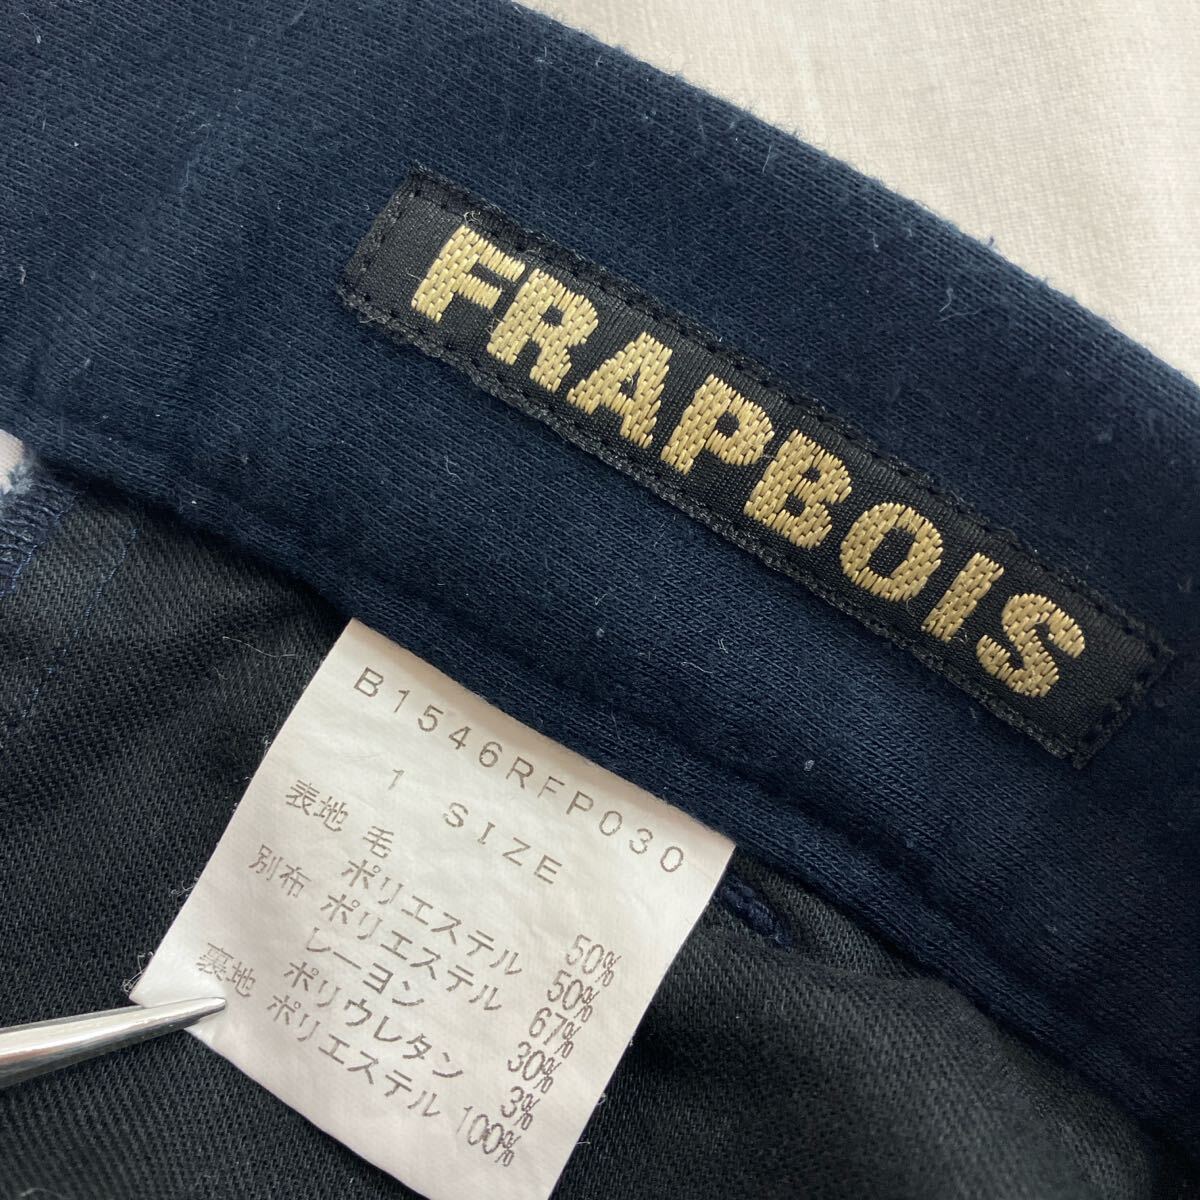 FRAPBOIS
B1546RFP030
1 SIZE
表地 毛 50%
ポリエステル 50%
別布 ポリエステル 67%
レーヨン 30%
ポリウレタン 3%
裏地 ポリエステル 100%